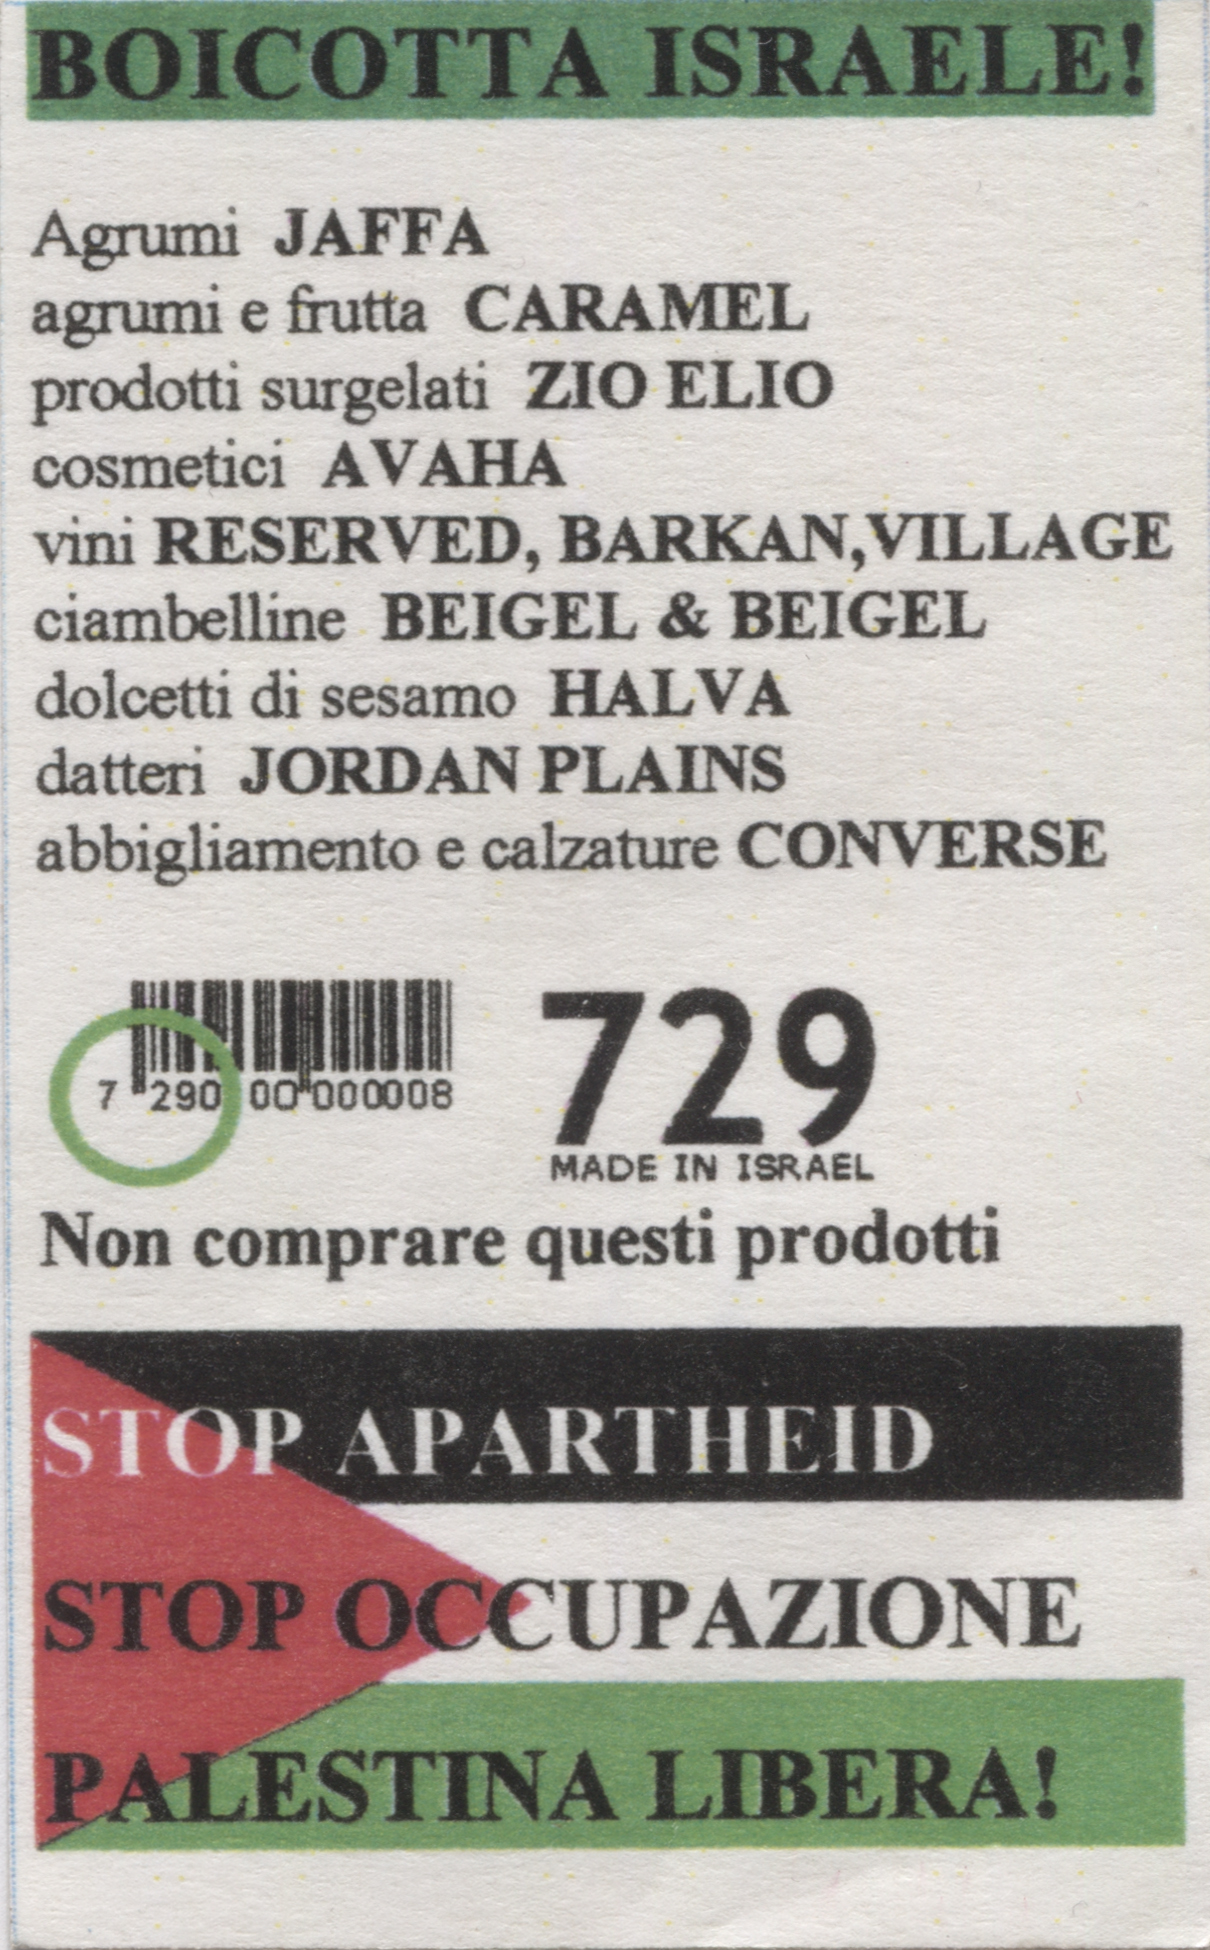 BOICOTTA ISRAELE!
Agrumi JAFFA
agrumi e frutta CARAMEL
prodotti surgelati ZIO ELIO
cosmetici AVAHA
vini RESERVED, BARKAN,VILLAGE
ciambelline BEIGEL & BEIGEL
dolcetti di sesamo HALVA
datteri JORDAN PLAINS
abbigliamento e calzature CONVERSE
7 290 00 000008
729
MADE IN ISRAEL
Non comprare questi prodotti
STOP APARTHEID
STOP OCCUPAZIONE
PALESTINA LIBERA!